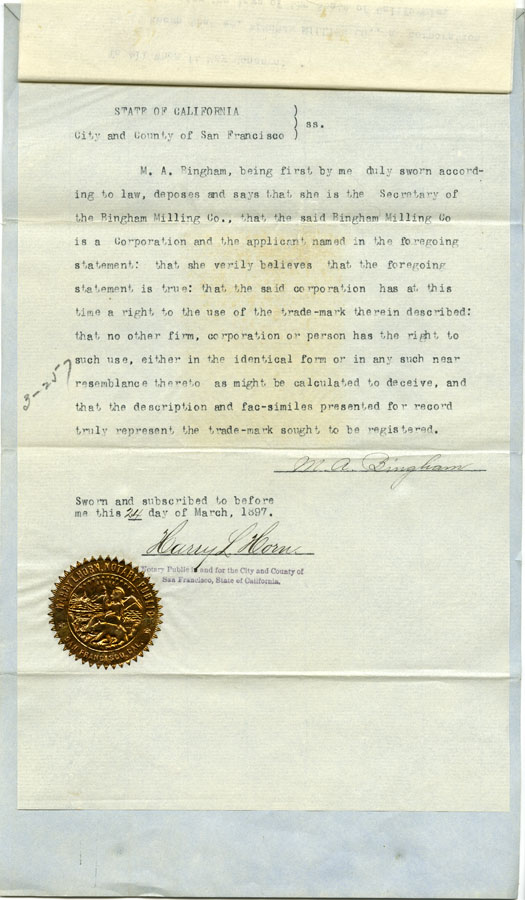 STATE OF CALIFORNIA
City and County of San Francisco ) ss.
M. A. Bingham, being first by me duly sworn accord-
ing to law, deposes and says that she is the Secretary of
the Bingham Milling Co., that the said Bingham Milling Co
is a Corporation and the applicant named in the foregoing
statement: that she verily believes that the foregoing
statement is true: that the said corporation has at this
time a right to the use of the trade-mark therein described:
that no other firm, corporation or person has the right to
such use, either in the identical form or in any such near
resemblance thereto as might be calculated to deceive, and
that the description and fac-similes presented for record
truly represent the trade-mark sought to be registered.
3-257
M. A. Bingham
Sworn and subscribed to before
me this 24 day of March, 1897.
Harry L Horn
Notary Public in and for the City and County of
San Francisco, State of California.
NOTARY PUBLIC
FRANCISCO, CAL.